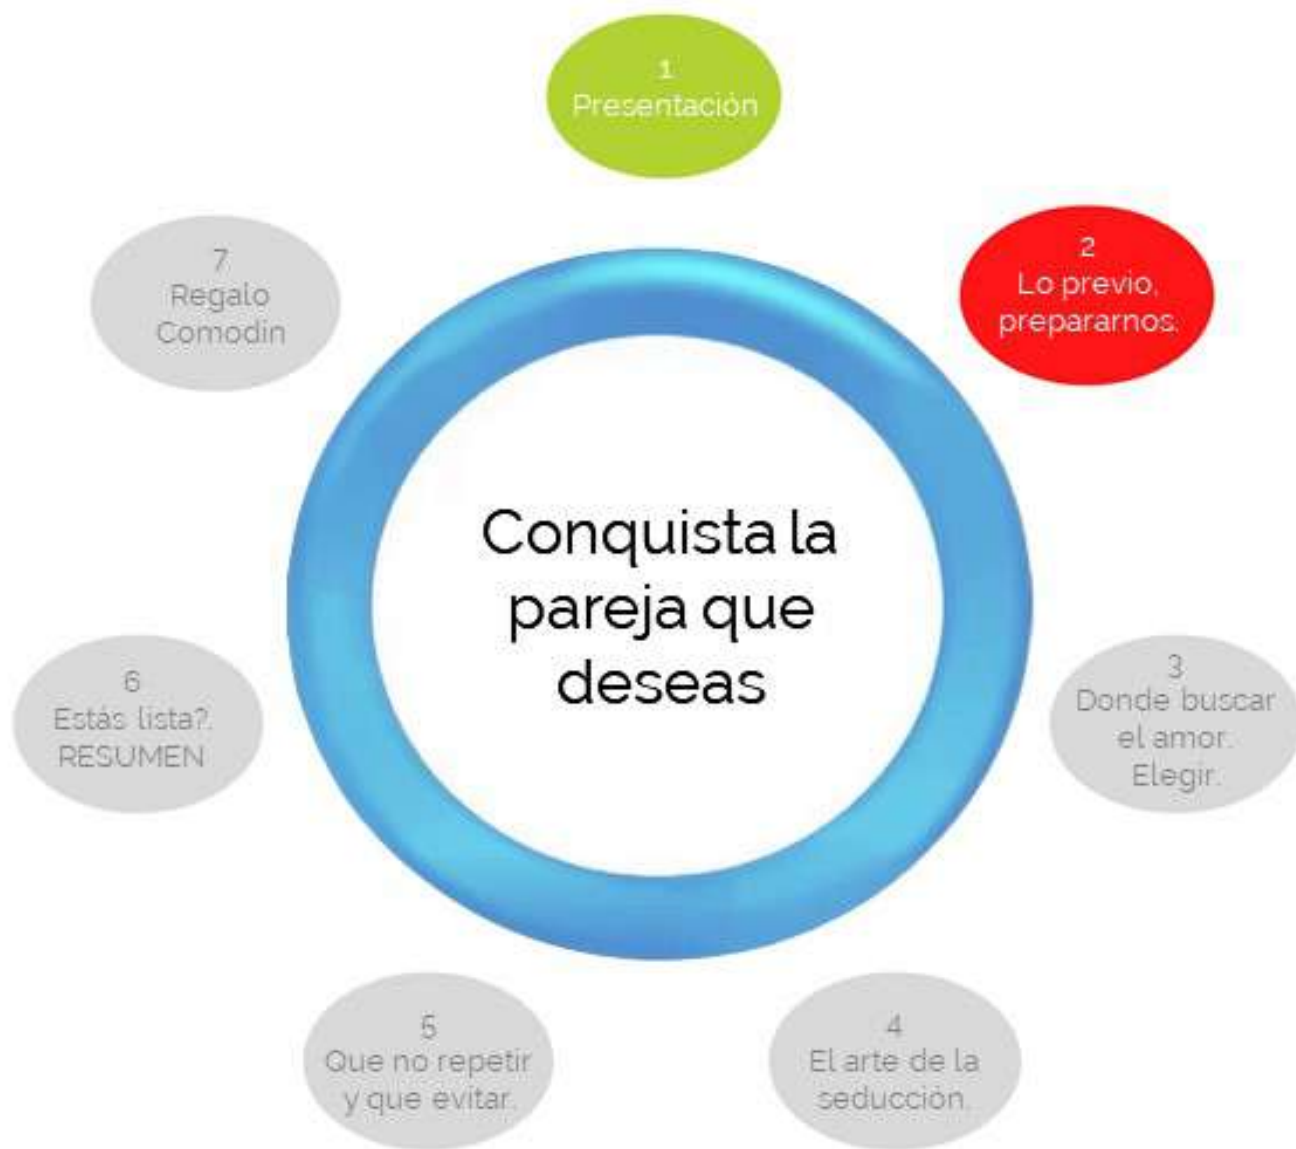 1
Presentación
2
Lo previo,
prepararnos.
3
Donde buscar
el amor.
Elegir.
4
El arte de la
seducción.
5
Que no repetir
y que evitar.
6
Estás lista?.
RESUMEN
7
Regalo
Comodin
Conquista la
pareja que
deseas